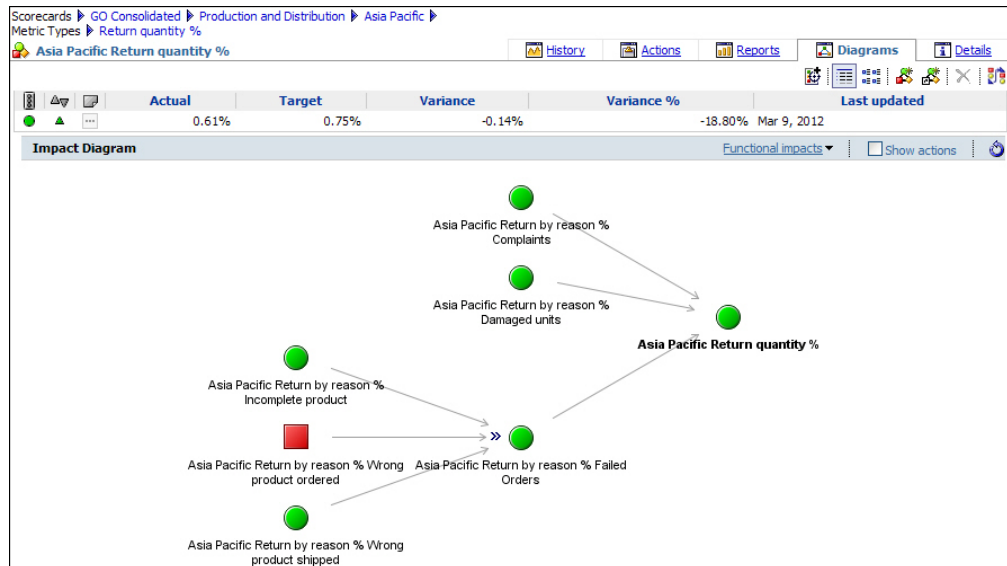 Scorecards GO Consolidated Production and Distribution Asia Pacific
Metric Types Return quantity %
Asia Pacific Return quantity %
History Actions Reports Diagrams Details
Actual Target Variance Variance % Last updated
0.61% 0.75% -0.14% -18.80% Mar 9, 2012
Impact Diagram Functional impacts Show actions
Asia Pacific Return by reason %
Complaints
Asia Pacific Return by reason %
Damaged units
Asia Pacific Return quantity %
Asia Pacific Return by reason %
Incomplete product
Asia Pacific Return by reason % Wrong
product ordered
Asia Pacific Return by reason % Failed
Orders
Asia Pacific Return by reason % Wrong
product shipped